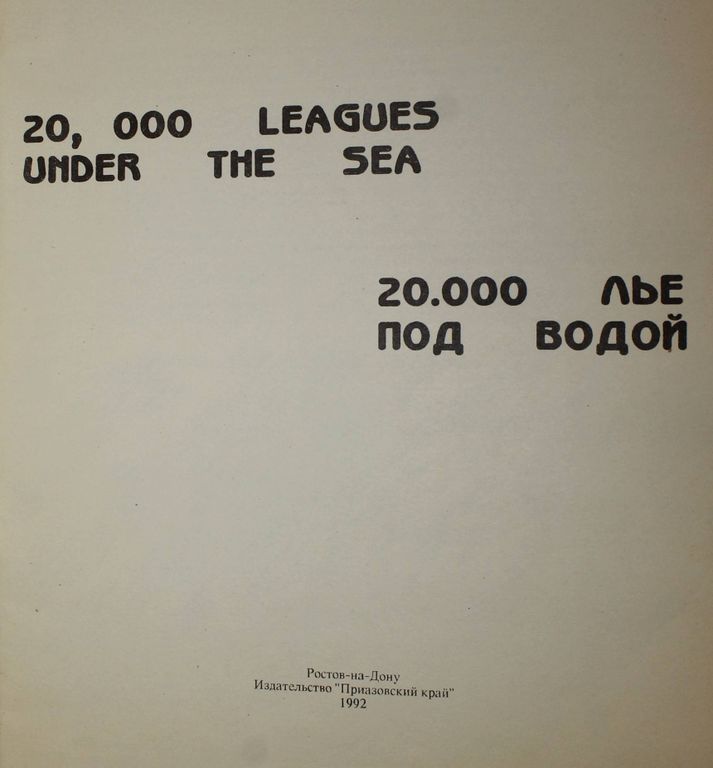 20, 000 LEAGUES
UNDER THE SEA
20.000 ЛЬЕ
ПОД ВОДОЙ
Ростов-на-Дону
Издательство "Приазовский край"
1992